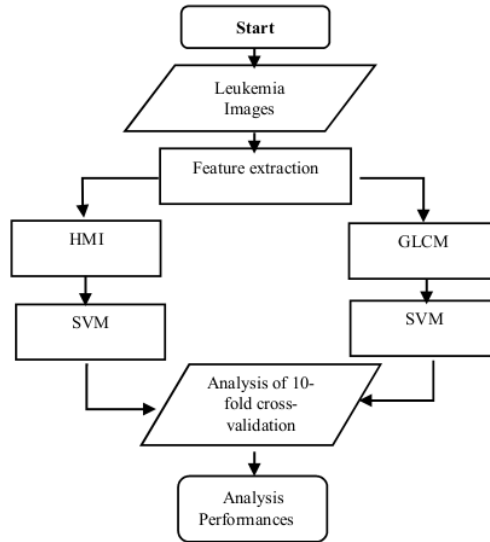 Start
Leukemia
Images
Feature extraction
HMI
GLCM
SVM
SVM
Analysis of 10-
fold cross-
validation
Analysis
Performances